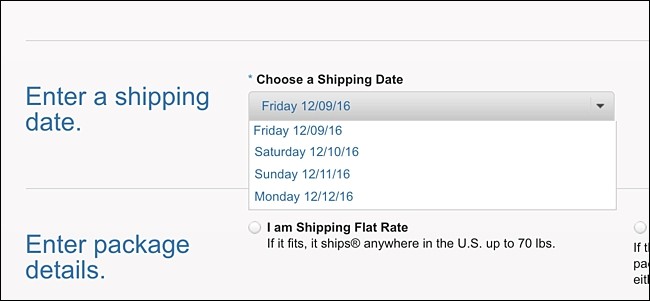 Enter a shipping
date.
* Choose a Shipping Date
Friday 12/09/16
Friday 12/09/16
Saturday 12/10/16
Sunday 12/11/16
Monday 12/12/16
Enter package
details.
I am Shipping Flat Rate
If it fits, it ships® anywhere in the U.S. up to 70 lbs.
If